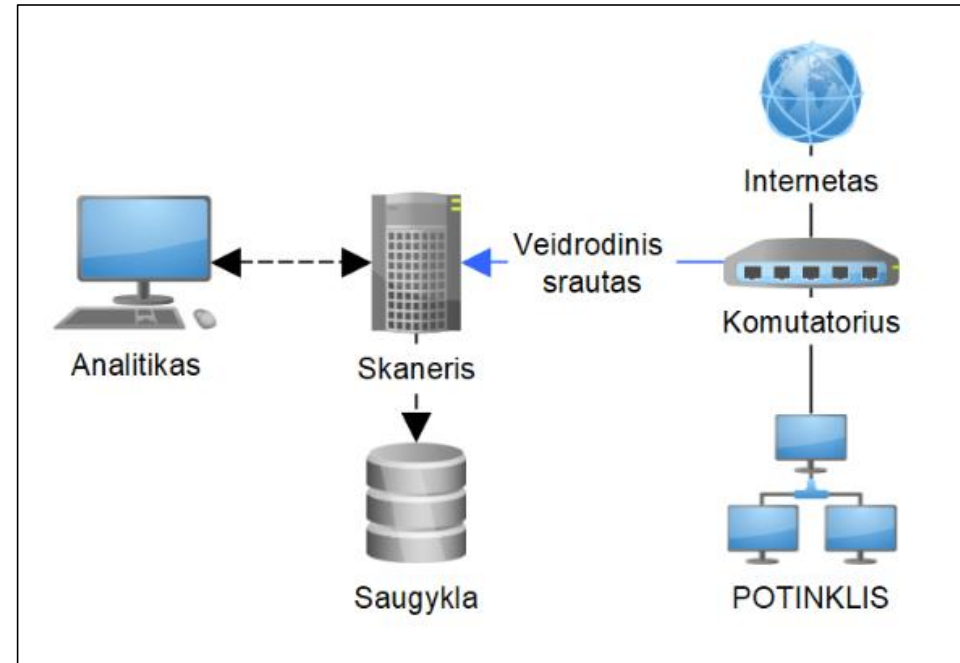 Internetas
Veidrodinis
srautas
Komutatorius
Analitikas
Skaneris
Saugykla
POTINKLIS